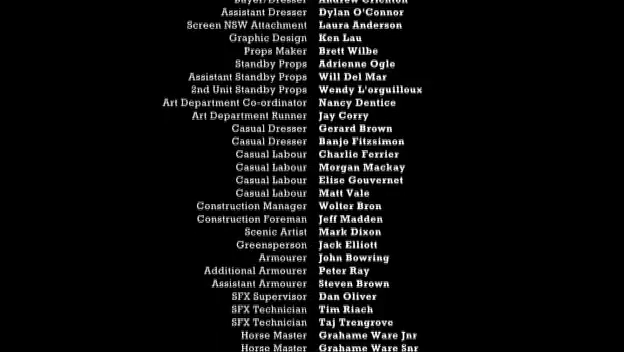 Buyer/Dresser Andrew Crichton
Assistant Dresser Dylan O'Connor
Screen NSW Attachment Laura Anderson
Graphic Design Ken Lau
Props Maker Brett Wilbe
Standby Props Adrienne Ogle
Assistant Standby Props Will Del Mar
2nd Unit Standby Props Wendy L'orguilloux
Art Department Co-ordinator Nancy Dentice
Art Department Runner Jay Corry
Casual Dresser Gerard Brown
Casual Dresser Banjo Fitzsimon
Casual Labour Charlie Ferrier
Casual Labour Morgan Mackay
Casual Labour Elise Gouvernet
Casual Labour Matt Vale
Construction Manager Wolter Bron
Construction Foreman Jeff Madden
Scenic Artist Mark Dixon
Greensperson Jack Elliott
Armourer John Bowring
Additional Armourer Peter Ray
Assistant Armourer Steven Brown
SFX Supervisor Dan Oliver
SFX Technician Tim Riach
SFX Technician Taj Trengrove
Horse Master Grahame Ware Jnr
Horse Master Grahame Ware Snr